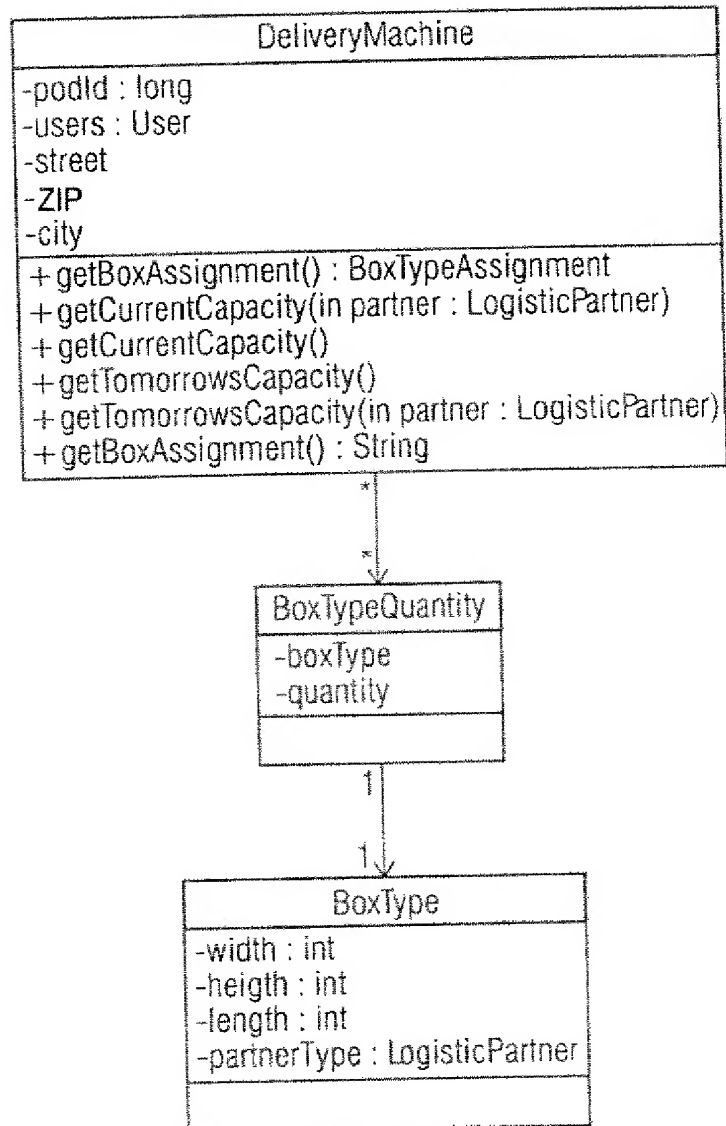 DeliveryMachine
-podId : long
-users : User
-street
-ZIP
-city
+getBoxAssignment() : BoxTypeAssignment
+getCurrentCapacity(in partner : LogisticPartner)
+getCurrentCapacity()
+getTomorrowsCapacity()
+getTomorrowsCapacity(in partner : LogisticPartner)
+getBoxAssignment() : String
*
*
BoxTypeQuantity
-boxType
-quantity
1
1
BoxType
-width : int
-heigth : int
-length : int
-partnerType : LogisticPartner